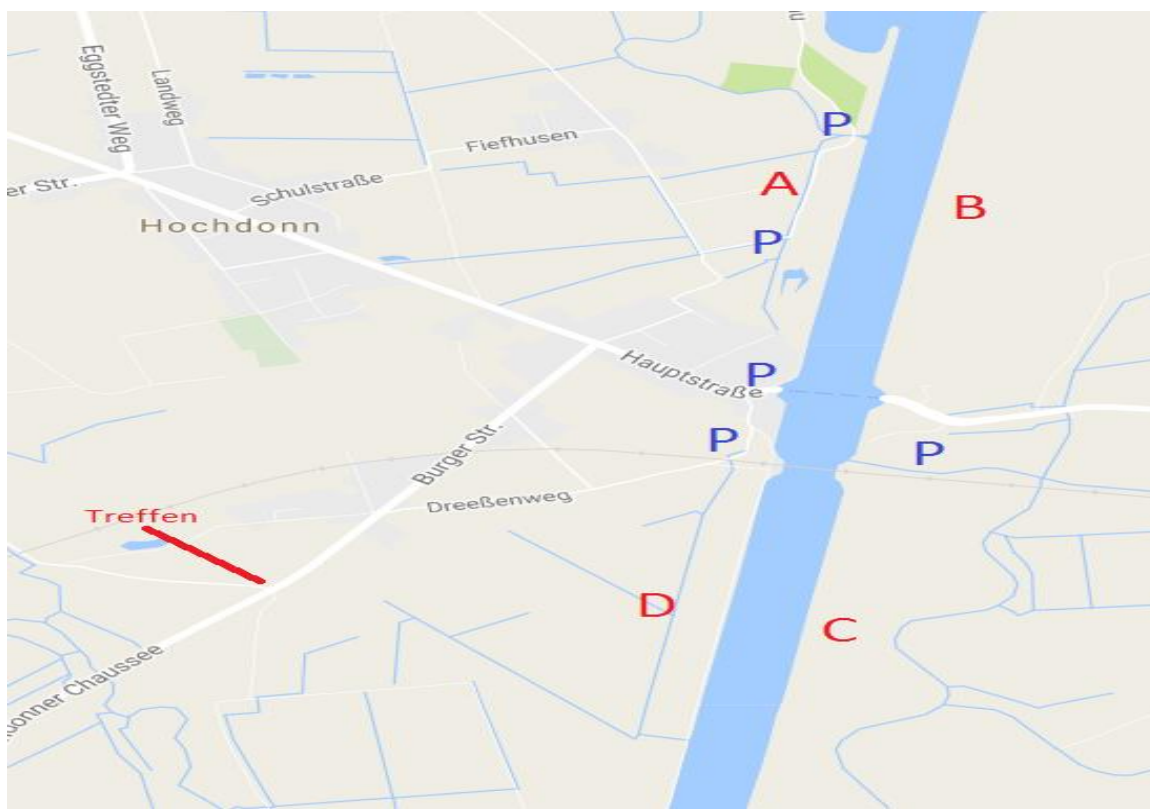 Eggstedter Weg
Landweg
Fiefhusen
P
er Str.
Schulstraße
A
B
Hochdonn
P
Hauptstraße
P
Burger Str.
P
P
Dreeßenweg
Treffen
D
C
onner Chaussee